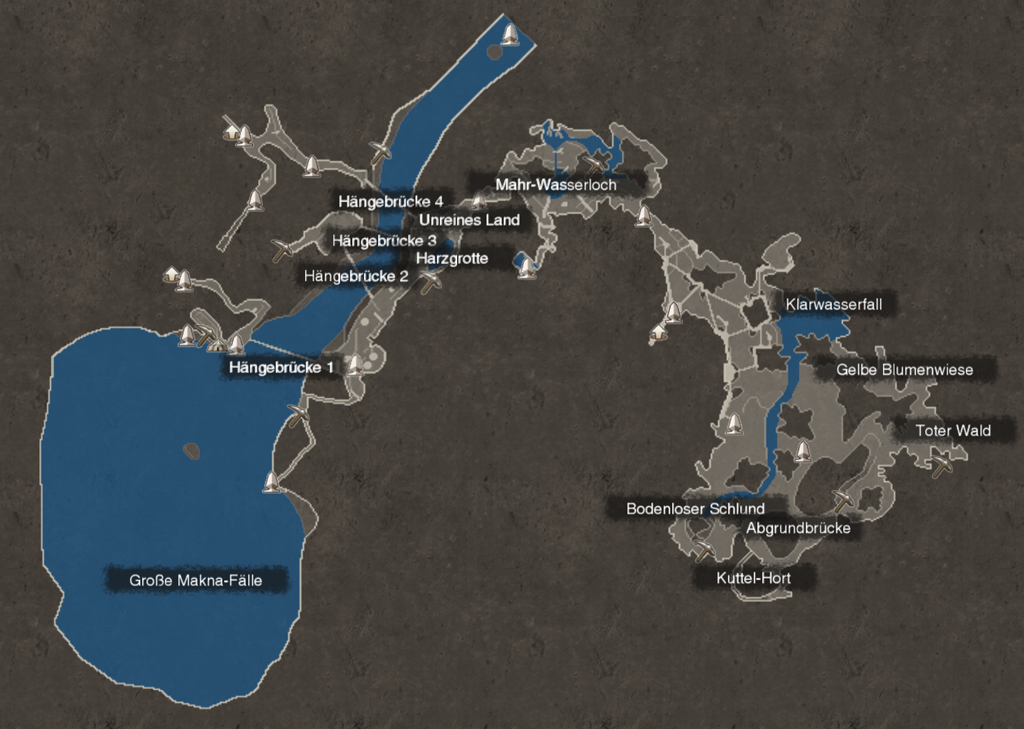 Mahr-Wasserloch
Hängebrücke 4
Unreines Land
Hängebrücke 3
Harzgrotte
Hängebrücke 2
Klarwasserfall
Hängebrücke 1
Gelbe Blumenwiese
Toter Wald
Bodenloser Schlund
Abgrundbrücke
Kuttel-Hort
Große Makna-Fälle